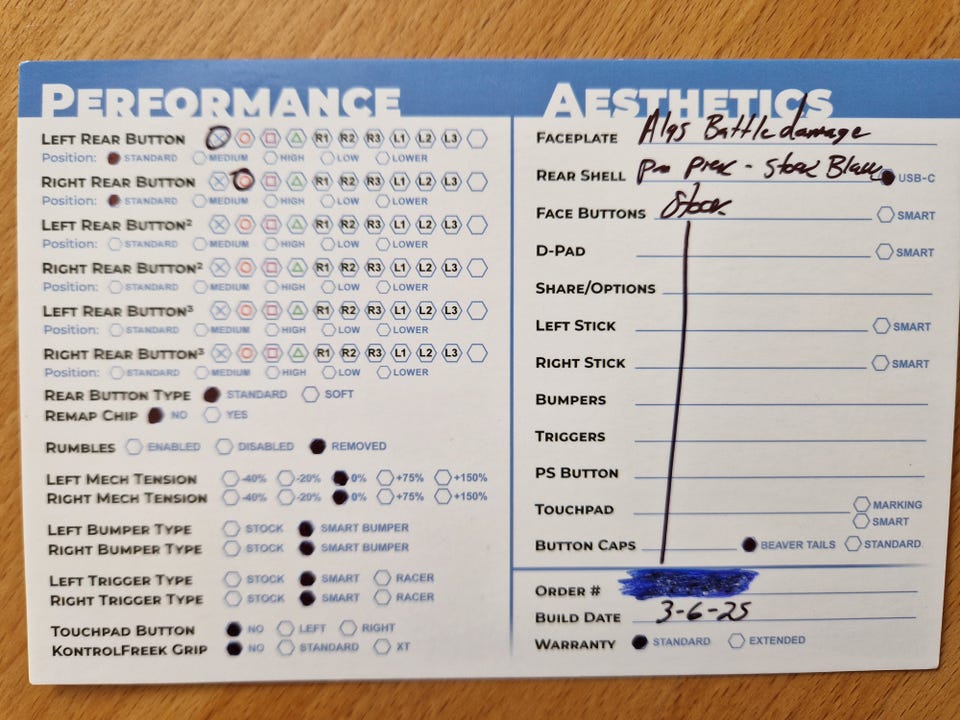 PERFORMANCE
LEFT REAR BUTTON R1 R2 R3 L1 L2 L3
Position: STANDARD MEDIUM HIGH LOW LOWER
RIGHT REAR BUTTON R1 R2 R3 L1 L2 L3
Position: STANDARD MEDIUM HIGH LOW LOWER
LEFT REAR BUTTON² R1 R2 R3 L1 L2 L3
Position: STANDARD MEDIUM HIGH LOW LOWER
RIGHT REAR BUTTON² R1 R2 R3 L1 L2 L3
Position: STANDARD MEDIUM HIGH LOW LOWER
LEFT REAR BUTTON³ R1 R2 R3 L1 L2 L3
Position: STANDARD MEDIUM HIGH LOW LOWER
RIGHT REAR BUTTON³ R1 R2 R3 L1 L2 L3
Position: STANDARD MEDIUM HIGH LOW LOWER
REAR BUTTON TYPE STANDARD SOFT
REMAP CHIP NO YES
RUMBLES ENABLED DISABLED REMOVED
LEFT MECH TENSION -40% -20% 0% +75% +150%
RIGHT MECH TENSION -40% -20% 0% +75% +150%
LEFT BUMPER TYPE STOCK SMART BUMPER
RIGHT BUMPER TYPE STOCK SMART BUMPER
LEFT TRIGGER TYPE STOCK SMART RACER
RIGHT TRIGGER TYPE STOCK SMART RACER
TOUCHPAD BUTTON NO LEFT RIGHT
KONTROLFREEK GRIP NO STANDARD XT
AESTHETICS
FACEPLATE Algs Battle damage
REAR SHELL - Stock Black USB-C
FACE BUTTONS Stock SMART
D-PAD SMART
SHARE/OPTIONS
LEFT STICK SMART
RIGHT STICK SMART
BUMPERS
TRIGGERS
PS BUTTON
TOUCHPAD MARKING
SMART
BUTTON CAPS BEAVER TAILS STANDARD
ORDER #
BUILD DATE 3-6-25
WARRANTY STANDARD EXTENDED